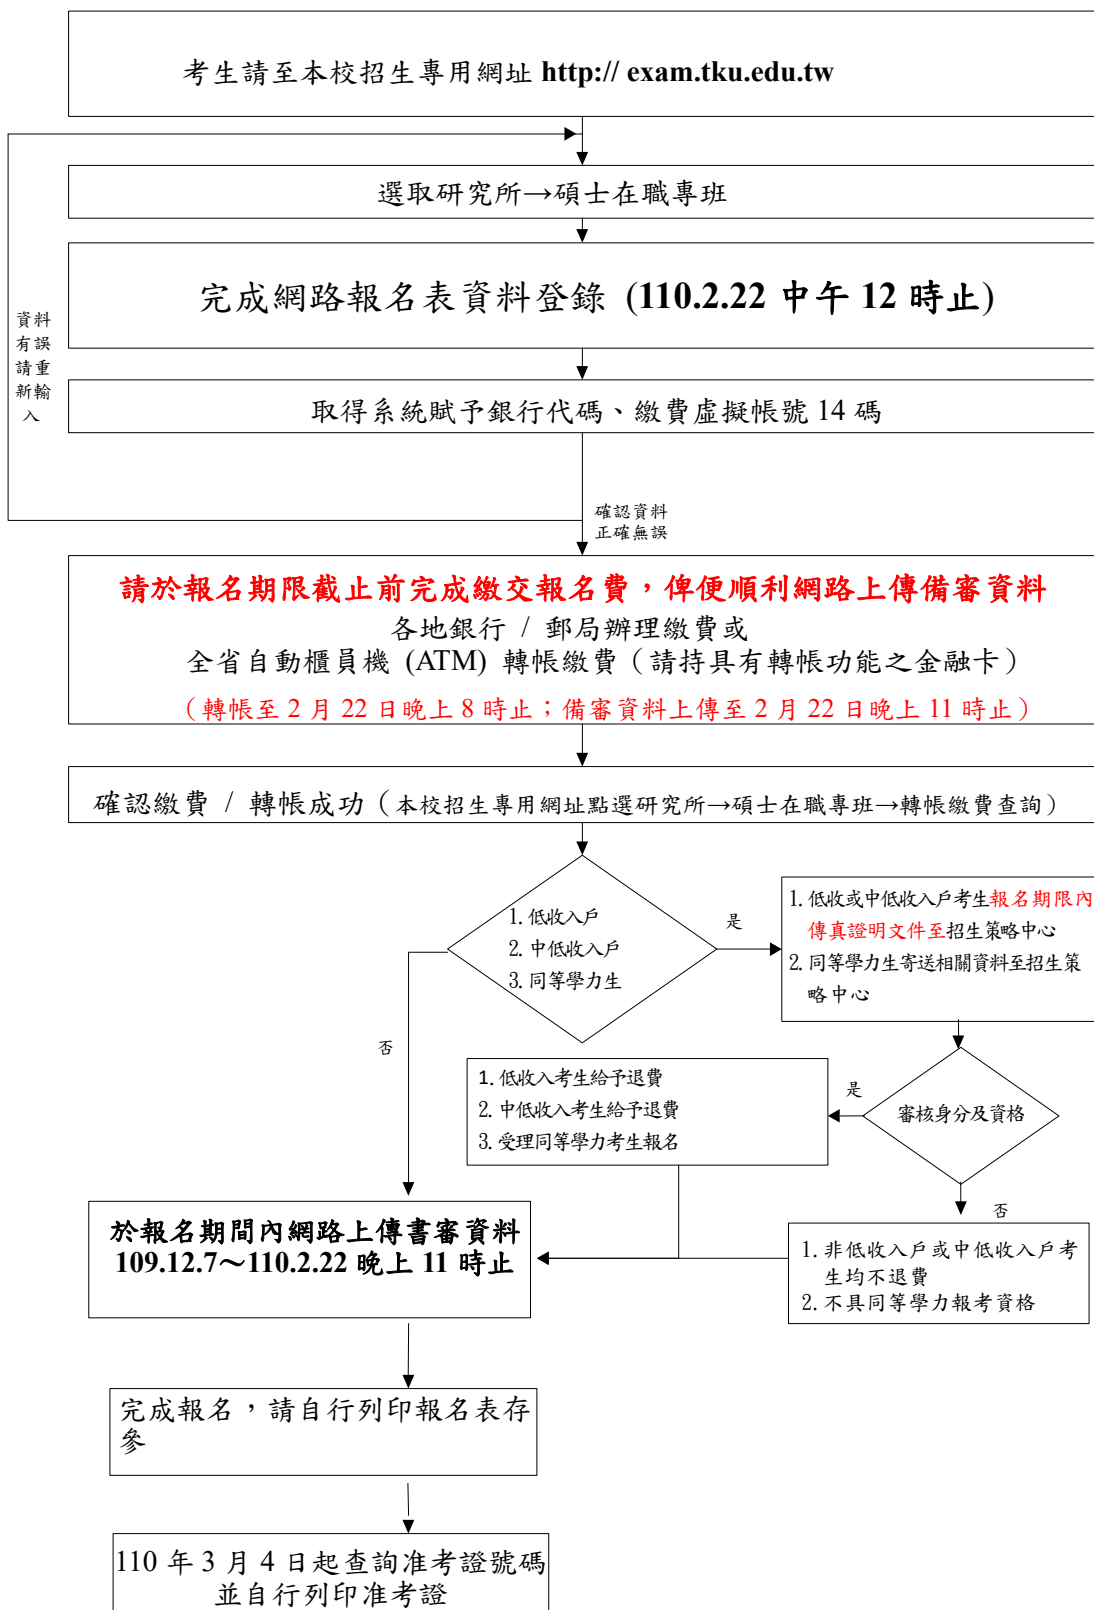 考生請至本校招生專用網址 http:// exam.tku.edu.tw
選取研究所→碩士在職專班
完成網路報名表資料登錄 (110.2.22 中午 12 時止)
資料
有誤
請重
新輸
入
取得系統賦予銀行代碼、繳費虛擬帳號 14 碼
確認資料
正確無誤
請於報名期限截止前完成繳交報名費，俾便順利網路上傳備審資料
各地銀行 / 郵局辦理繳費或
全省自動櫃員機 (ATM) 轉帳繳費（請持具有轉帳功能之金融卡）
（轉帳至 2 月 22 日晚上 8 時止；備審資料上傳至 2 月 22 日晚上 11 時止）
確認繳費 / 轉帳成功（本校招生專用網址點選研究所→碩士在職專班→轉帳繳費查詢）
1. 低收入戶
2. 中低收入戶
3. 同等學力生
是
1. 低收或中低收入戶考生報名期限內
傳真證明文件至招生策略中心
2. 同等學力生寄送相關資料至招生策
略中心
否
1. 低收入考生給予退費
2. 中低收入考生給予退費
3. 受理同等學力考生報名
是
審核身分及資格
否
1. 非低收入戶或中低收入戶考
生均不退費
2. 不具同等學力報考資格
於報名期間內網路上傳書審資料
109.12.7～110.2.22 晚上 11 時止
完成報名，請自行列印報名表存
參
110 年 3 月 4 日起查詢准考證號碼
並自行列印准考證